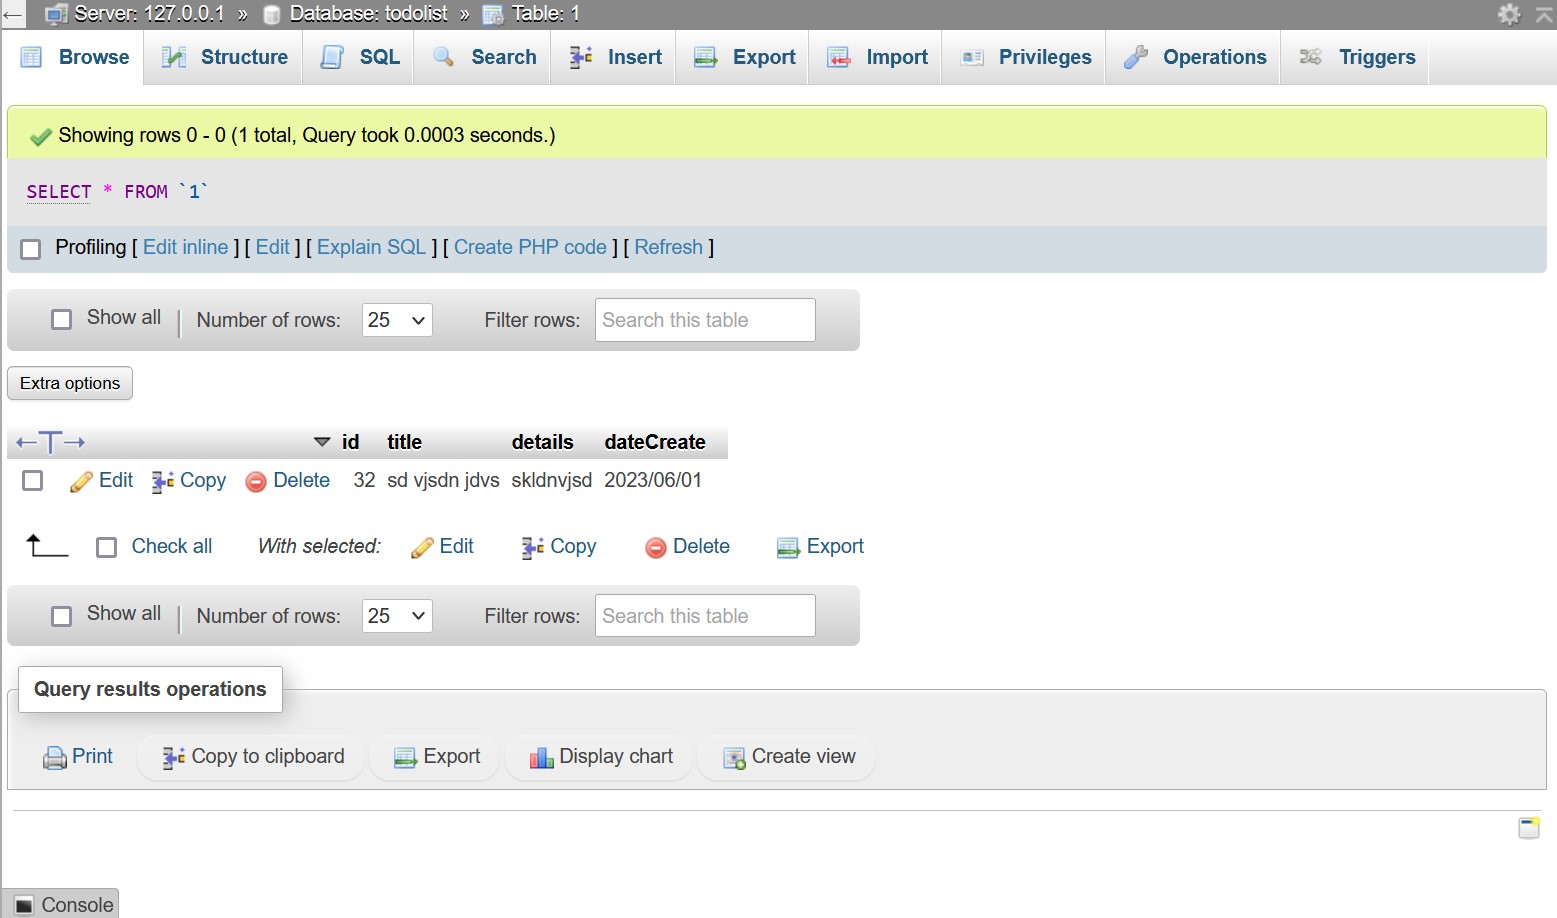 Server: 127.0.0.1 » Database: todolist » Table: 1
Browse Structure SQL Search Insert Export Import Privileges Operations Triggers
Showing rows 0 - 0 (1 total, Query took 0.0003 seconds.)
SELECT * FROM `1`
Profiling [ Edit inline ] [ Edit ] [ Explain SQL ] [ Create PHP code ] [ Refresh ]
Show all Number of rows: 25 Filter rows: Search this table
Extra options
id title details dateCreate
Edit Copy Delete 32 sd vjsdn jdvs skldnvjsd 2023/06/01
Check all With selected: Edit Copy Delete Export
Show all Number of rows: 25 Filter rows: Search this table
Query results operations
Print Copy to clipboard Export Display chart Create view
Console